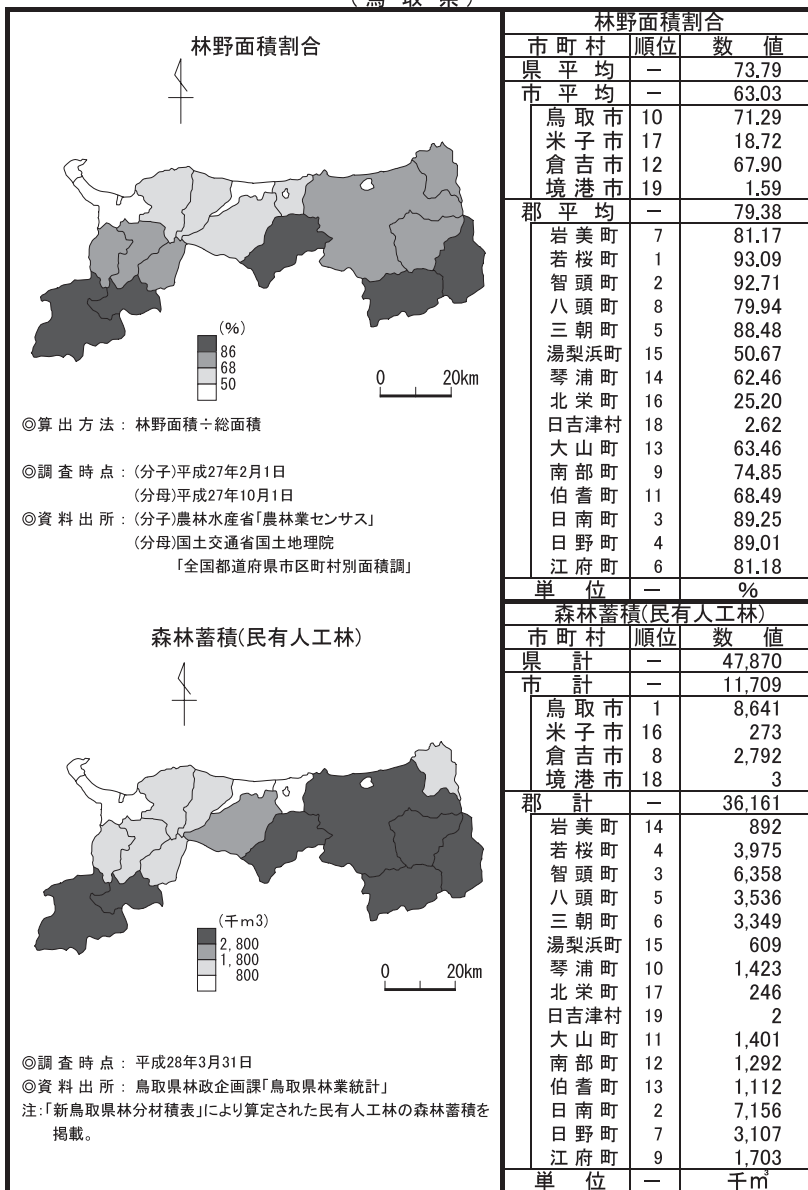 (鳥取県)
林野面積割合
(%)
86
68
50
0 20km
◎算出方法：林野面積÷総面積
◎調査時点：(分子)平成27年2月1日
(分母)平成27年10月1日
◎資料出所：(分子)農林水産省「農林業センサス」
(分母)国土交通省国土地理院
「全国都道府県市区町村別面積調」
林野面積割合
市町村 順位 数値
県平均 － 73.79
市平均 － 63.03
鳥取市 10 71.29
米子市 17 18.72
倉吉市 12 67.90
境港市 19 1.59
郡平均 － 79.38
岩美町 7 81.17
若桜町 1 93.09
智頭町 2 92.71
八頭町 8 79.94
三朝町 5 88.48
湯梨浜町 15 50.67
琴浦町 14 62.46
北栄町 16 25.20
日吉津村 18 2.62
大山町 13 63.46
南部町 9 74.85
伯耆町 11 68.49
日南町 3 89.25
日野町 4 89.01
江府町 6 81.18
単位 － %
森林蓄積(民有人工林)
(千m3)
2,800
1,800
800
0 20km
◎調査時点：平成28年3月31日
◎資料出所：鳥取県林政企画課「鳥取県林業統計」
注:「新鳥取県林分材積表」により算定された民有人工林の森林蓄積を
掲載。
森林蓄積(民有人工林)
市町村 順位 数値
県計 － 47,870
市計 － 11,709
鳥取市 1 8,641
米子市 16 273
倉吉市 8 2,792
境港市 18 3
郡計 － 36,161
岩美町 14 892
若桜町 4 3,975
智頭町 3 6,358
八頭町 5 3,536
三朝町 6 3,349
湯梨浜町 15 609
琴浦町 10 1,423
北栄町 17 246
日吉津村 19 2
大山町 11 1,401
南部町 12 1,292
伯耆町 13 1,112
日南町 2 7,156
日野町 7 3,107
江府町 9 1,703
単位 － 千㎥